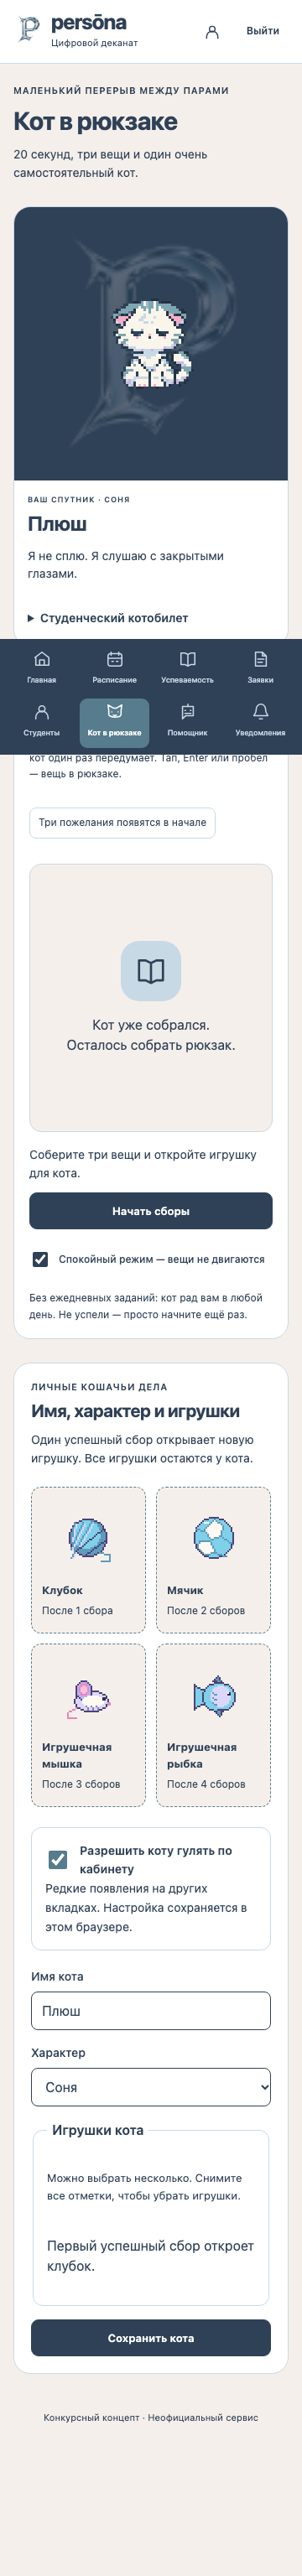 persōna
Цифровой деканат
Выйти
МАЛЕНЬКИЙ ПЕРЕРЫВ МЕЖДУ ПАРАМИ
Кот в рюкзаке
20 секунд, три вещи и один очень
самостоятельный кот.
ВАШ СПУТНИК · СОНЯ
Плюш
Я не сплю. Я слушаю с закрытыми
глазами.
Студенческий котобилет
Главная
Расписание
Успеваемость
Заявки
Студенты
Кот в рюкзаке
Помощник
Уведомления
кот один раз передумает. Тап, Enter или пробел
— вещь в рюкзаке.
Три пожелания появятся в начале
Кот уже собрался.
Осталось собрать рюкзак.
Соберите три вещи и откройте игрушку
для кота.
Начать сборы
Спокойный режим — вещи не двигаются
Без ежедневных заданий: кот рад вам в любой
день. Не успели — просто начните ещё раз.
ЛИЧНЫЕ КОШАЧЬИ ДЕЛА
Имя, характер и игрушки
Один успешный сбор открывает новую
игрушку. Все игрушки остаются у кота.
Клубок
После 1 сбора
Мячик
После 2 сборов
Игрушечная
мышка
После 3 сборов
Игрушечная
рыбка
После 4 сборов
Разрешить коту гулять по
кабинету
Редкие появления на других
вкладках. Настройка сохраняется в
этом браузере.
Имя кота
Плюш
Характер
Соня
Игрушки кота
Можно выбрать несколько. Снимите
все отметки, чтобы убрать игрушки.
Первый успешный сбор откроет
клубок.
Сохранить кота
Конкурсный концепт · Неофициальный сервис